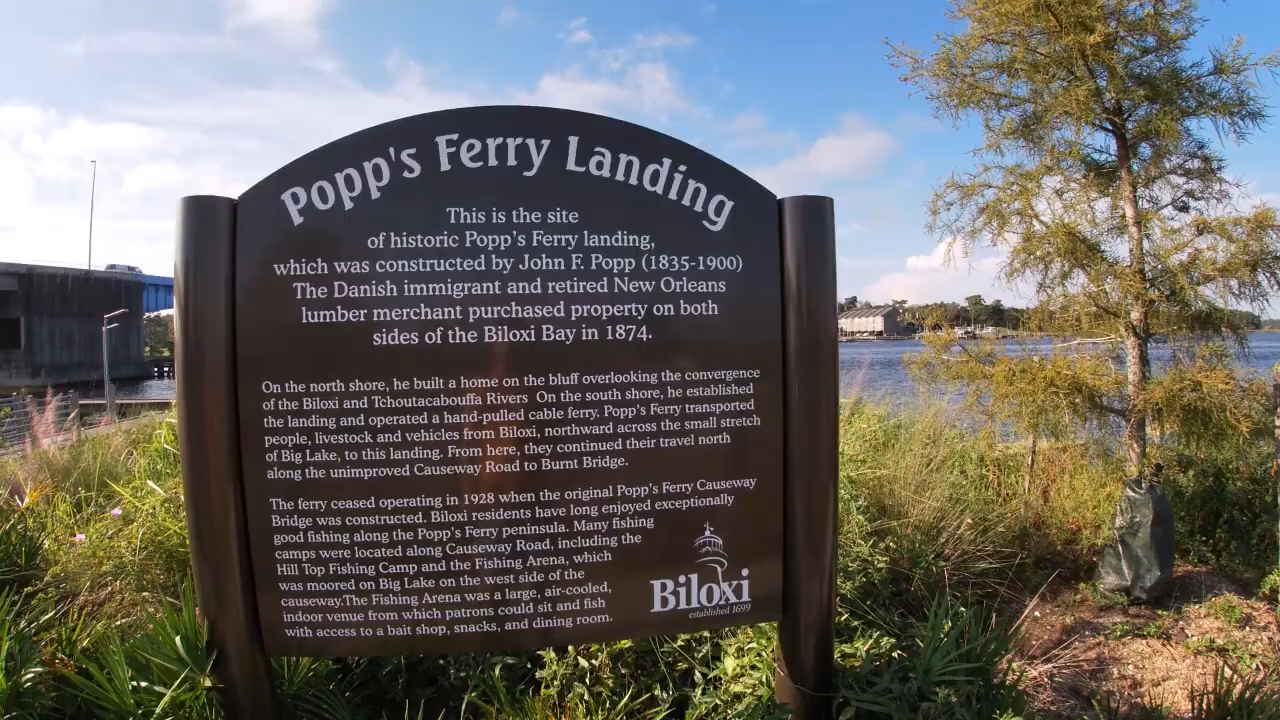 Popp's Ferry Landing
This is the site
of historic Popp's Ferry landing,
which was constructed by John F. Popp (1835-1900)
The Danish immigrant and retired New Orleans
lumber merchant purchased property on both
sides of the Biloxi Bay in 1874.
On the north shore, he built a home on the bluff overlooking the convergence
of the Biloxi and Tchoutacabouffa Rivers On the south shore, he established
the landing and operated a hand-pulled cable ferry. Popp's Ferry transported
people, livestock and vehicles from Biloxi, northward across the small stretch
of Big Lake, to this landing. From here, they continued their travel north
along the unimproved Causeway Road to Burnt Bridge.
The ferry ceased operating in 1928 when the original Popp's Ferry Causeway
Bridge was constructed. Biloxi residents have long enjoyed exceptionally
good fishing along the Popp's Ferry peninsula. Many fishing
camps were located along Causeway Road, including the
Hill Top Fishing Camp and the Fishing Arena, which
was moored on Big Lake on the west side of the
causeway.The Fishing Arena was a large, air-cooled,
indoor venue from which patrons could sit and fish
with access to a bait shop, snacks, and dining room.
Biloxi
established 1699